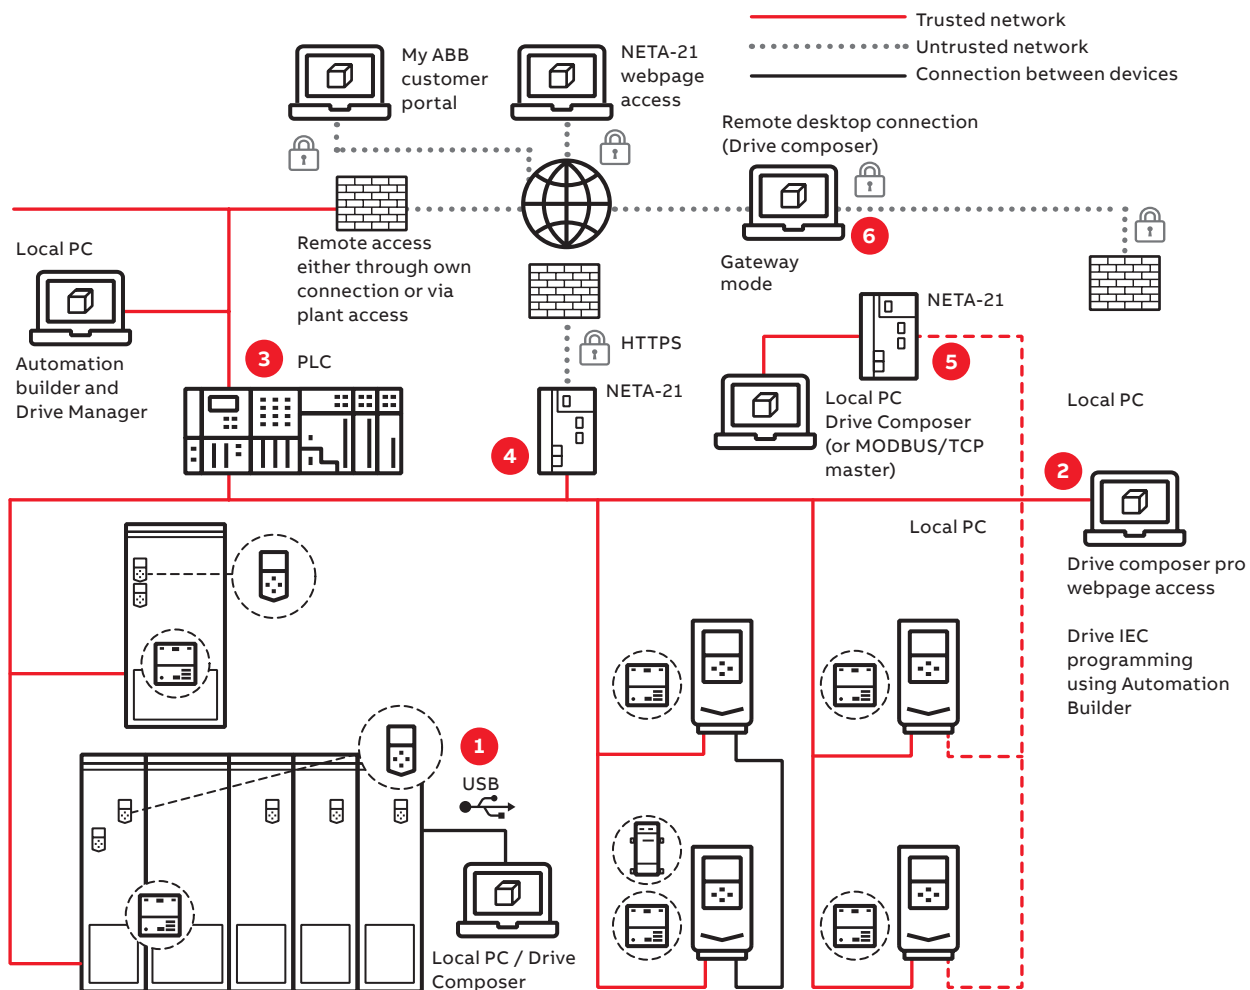 Trusted network
Untrusted network
Connection between devices
My ABB
customer
portal
NETA-21
webpage
access
Remote desktop connection
(Drive composer)
6
Gateway
mode
Local PC
Remote access
either through own
connection or via
plant access
Automation
builder and
Drive Manager
3
PLC
HTTPS
NETA-21
4
NETA-21
5
Local PC
Drive Composer
(or MODBUS/TCP
master)
Local PC
2
Local PC
Drive composer pro
webpage access
Drive IEC
programming
using Automation
Builder
1
USB
Local PC / Drive
Composer